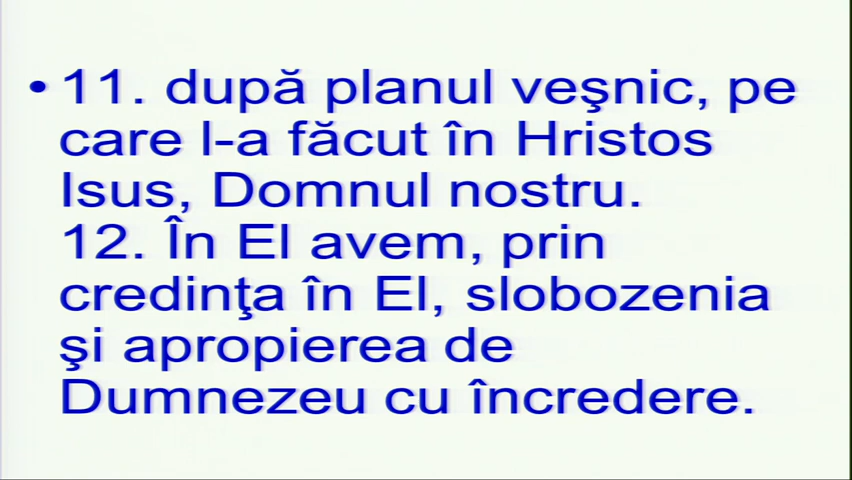 • 11. după planul veşnic, pe
care l-a făcut în Hristos
Isus, Domnul nostru.
12. În El avem, prin
credinţa în El, slobozenia
şi apropierea de
Dumnezeu cu încredere.